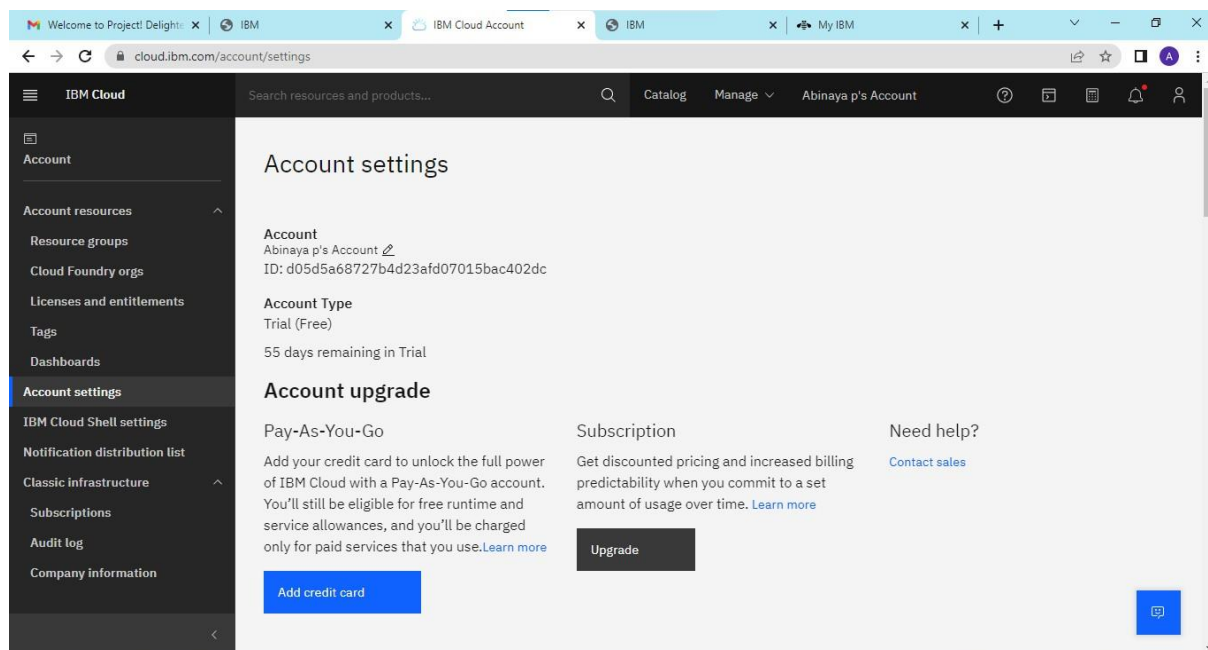 Welcome to Project! Delighte
IBM
IBM Cloud Account
IBM
My IBM
cloud.ibm.com/account/settings
A
IBM Cloud
Search resources and products...
Catalog
Manage
Abinaya p's Account
Account
Account resources
Resource groups
Cloud Foundry orgs
Licenses and entitlements
Tags
Dashboards
Account settings
IBM Cloud Shell settings
Notification distribution list
Classic infrastructure
Subscriptions
Audit log
Company information
Account settings
Account
Abinaya p's Account
ID: d05d5a68727b4d23afd07015bac402dc
Account Type
Trial (Free)
55 days remaining in Trial
Account upgrade
Pay-As-You-Go
Add your credit card to unlock the full power
of IBM Cloud with a Pay-As-You-Go account.
You'll still be eligible for free runtime and
service allowances, and you'll be charged
only for paid services that you use.Learn more
Add credit card
Subscription
Get discounted pricing and increased billing
predictability when you commit to a set
amount of usage over time. Learn more
Upgrade
Need help?
Contact sales